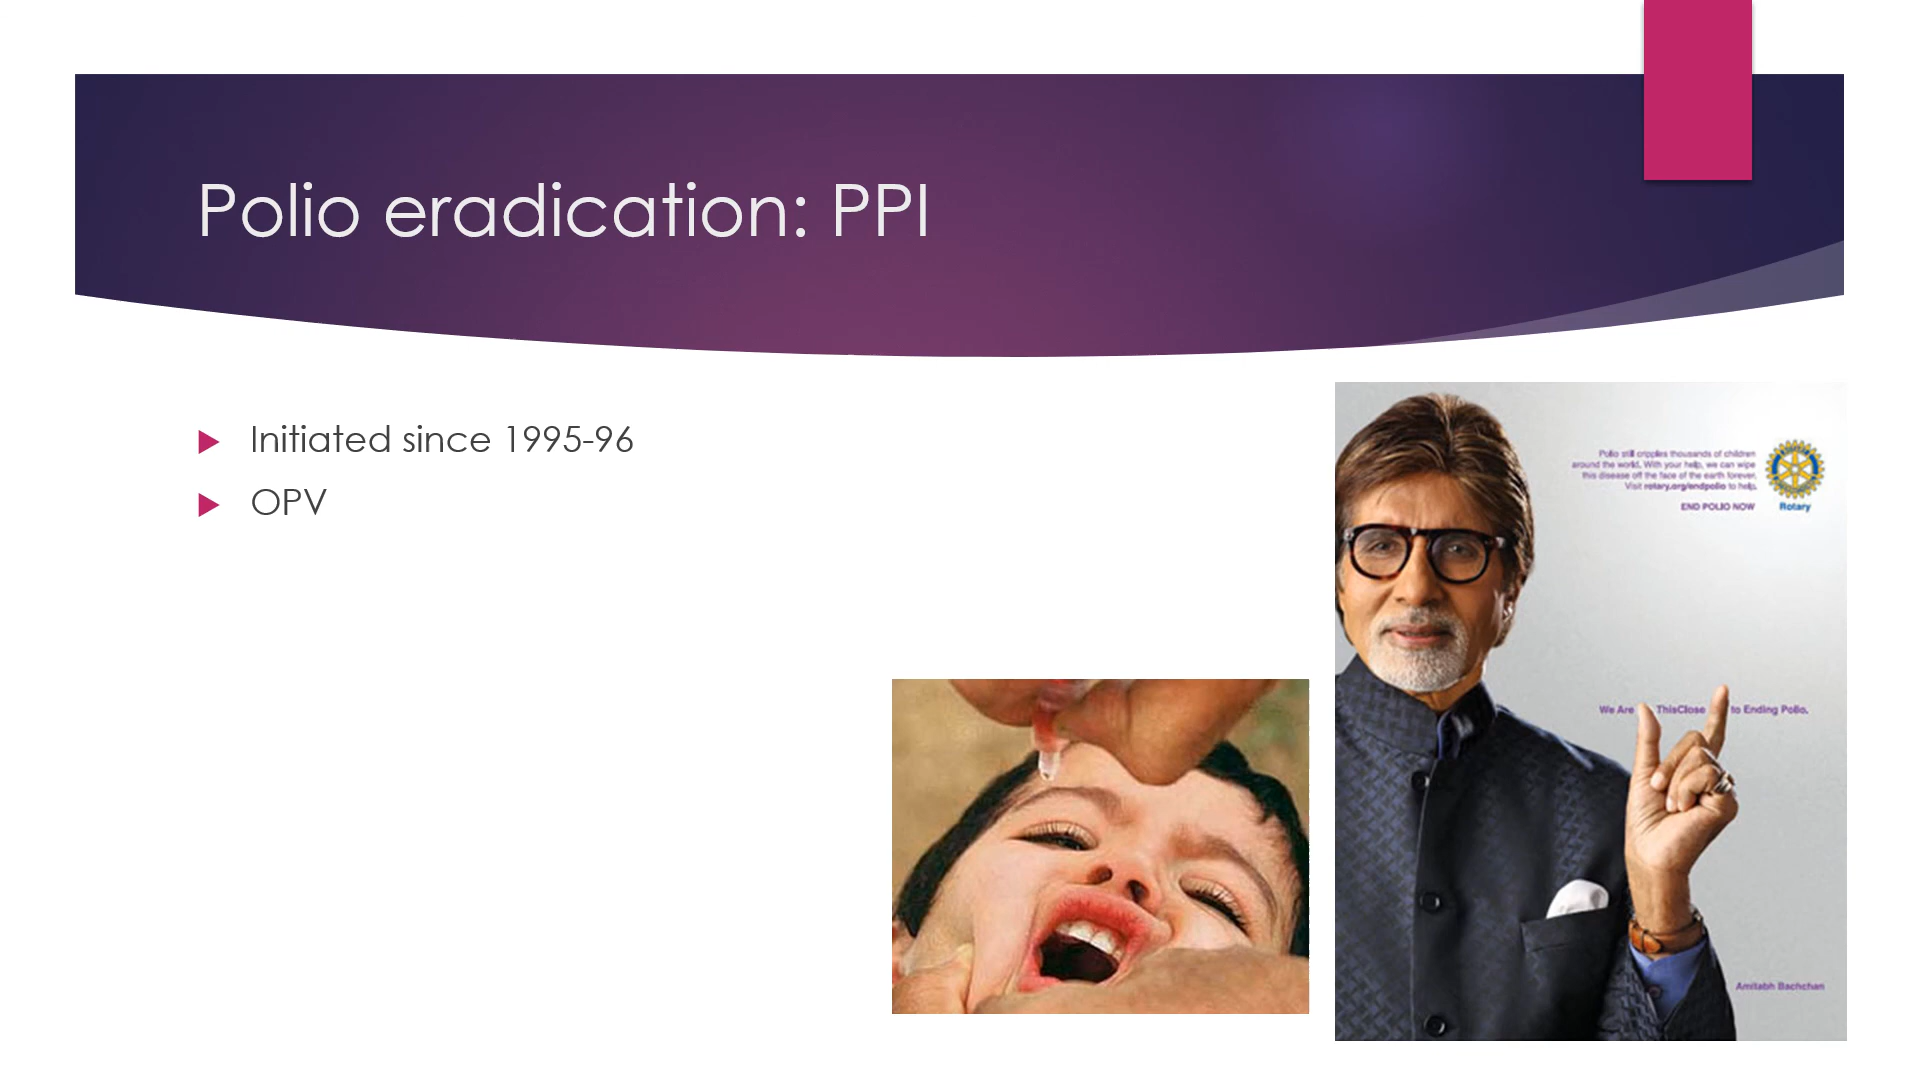 Polio eradication: PPI
Initiated since 1995-96
OPV
Polio still cripples thousands of children
around the world. With your help, we can wipe
this disease off the face of the earth forever.
Visit rotary.org/endpolio to help.
END POLIO NOW
Rotary
We Are ThisClose to Ending Polio.
Amitabh Bachchan